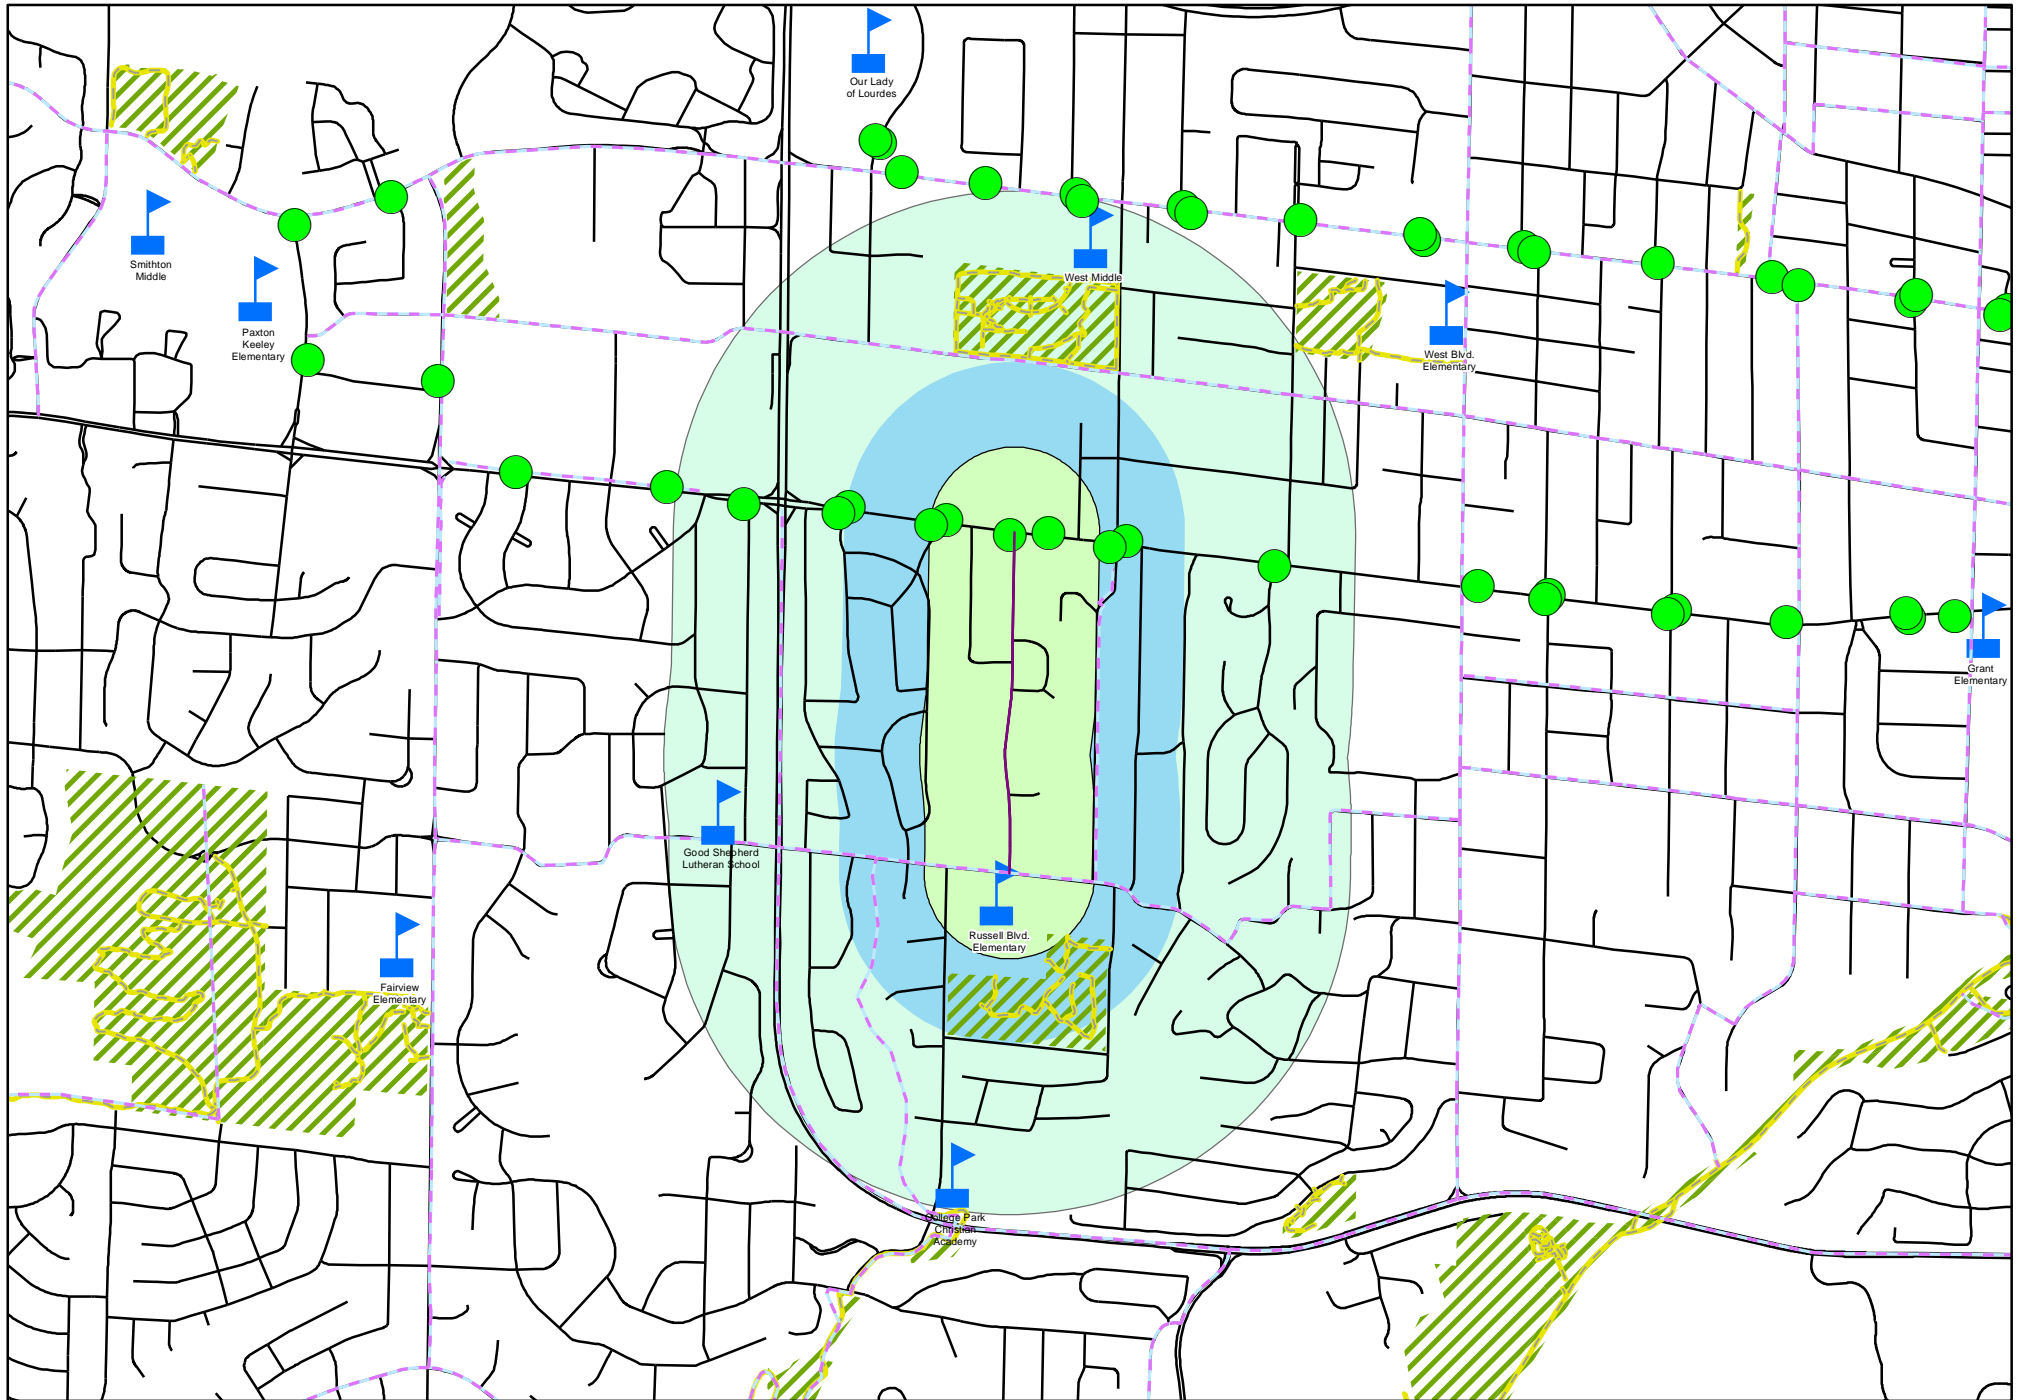 Our Lady
of Lourdes
Smithton
Middle
West Middle
Paxton
Keeley
Elementary
West Blvd.
Elementary
Grant
Elementary
Good Shepherd
Lutheran School
Russell Blvd.
Elementary
Fairview
Elementary
College Park
Christian
Academy